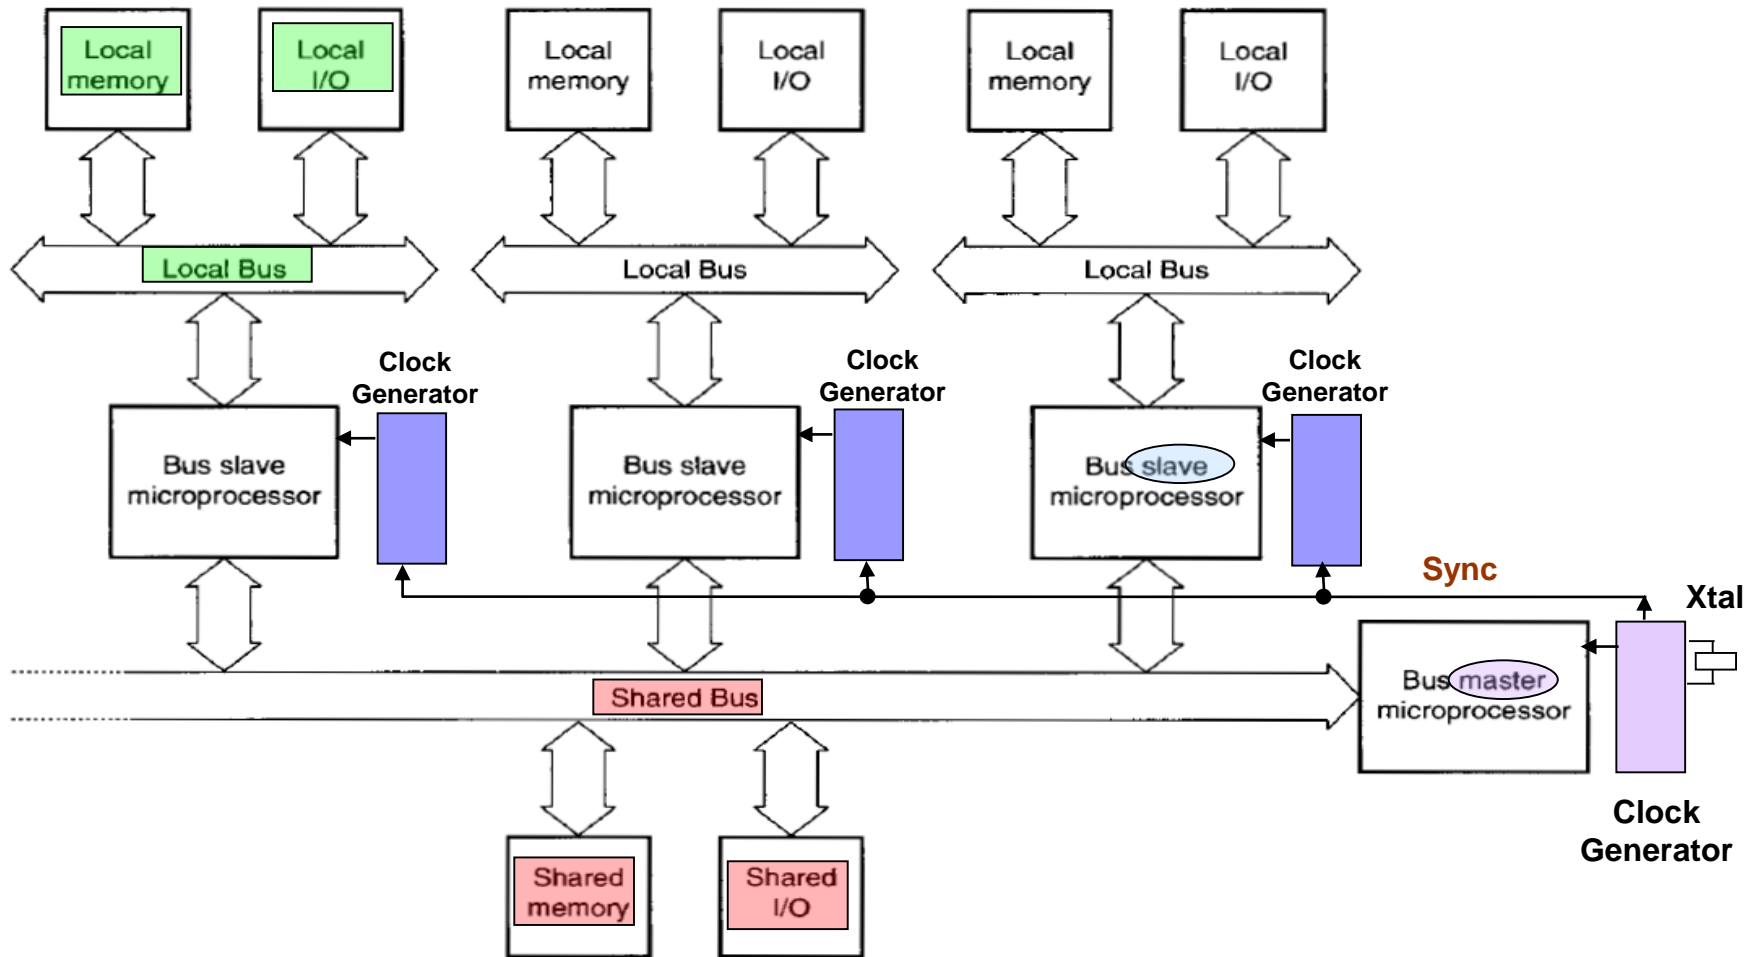 Local
memory
Local
I/O
Local
memory
Local
I/O
Local
memory
Local
I/O
Local Bus
Local Bus
Local Bus
Clock
Generator
Clock
Generator
Clock
Generator
Bus slave
microprocessor
Bus slave
microprocessor
Bus slave
microprocessor
Sync
Xtal
Shared Bus
Bus master
microprocessor
Clock
Generator
Shared
memory
Shared
I/O